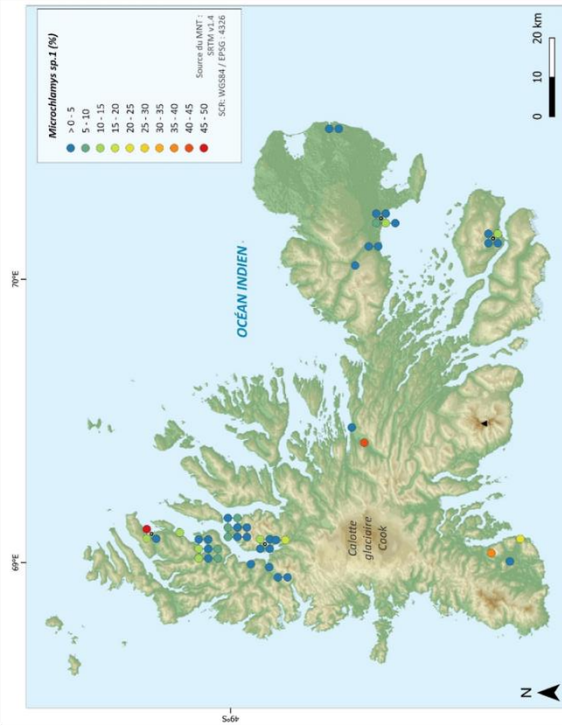 Microchlamys sp.1 (%)
> 0 - 5
5 - 10
10 - 15
15 - 20
20 - 25
25 - 30
30 - 35
35 - 40
40 - 45
45 - 50
Source du MNT :
SRTM v1.4
SCR: WGS84 / EPSG : 4326
70°E
OCÉAN INDIEN
69°E
Calotte
glaciaire
Cook
49°S
N
0 10 20 km